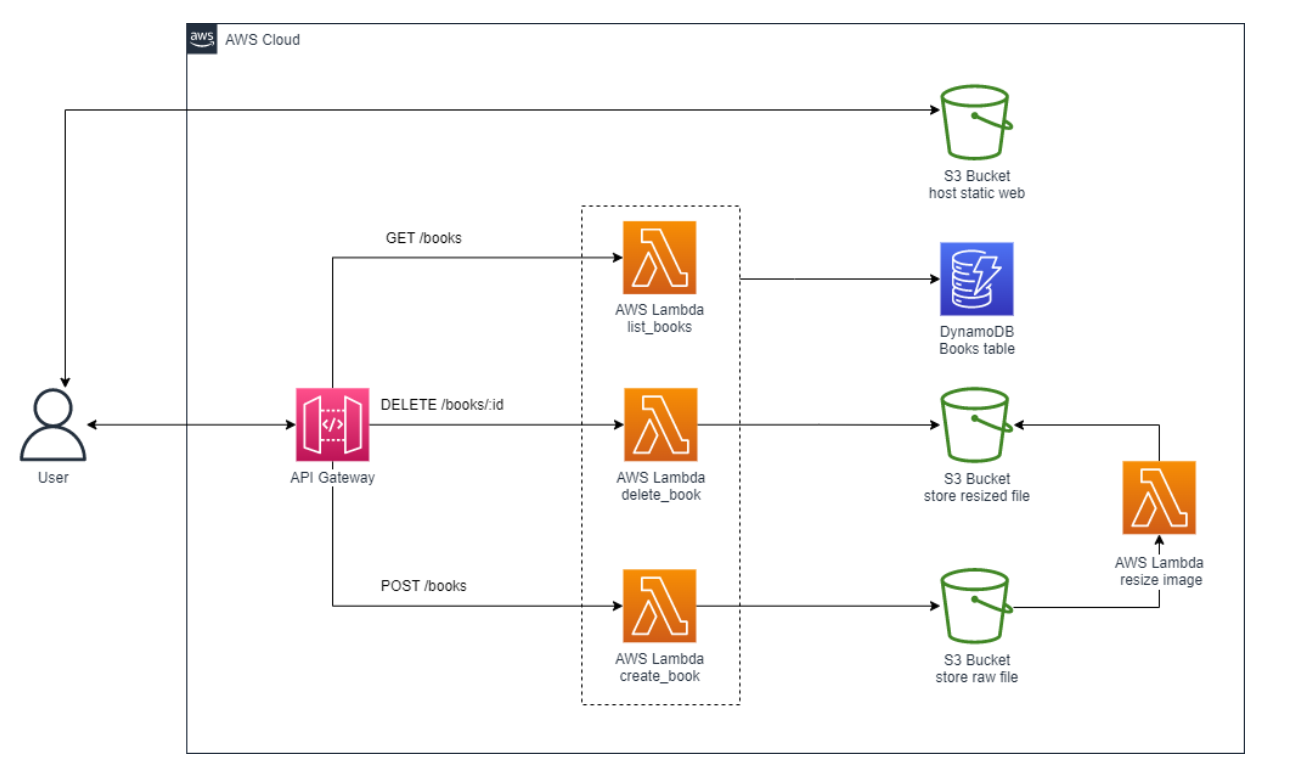 aws
AWS Cloud
S3 Bucket
host static web
GET /books
AWS Lambda
list_books
DynamoDB
Books table
User
API Gateway
DELETE /books/:id
AWS Lambda
delete_book
S3 Bucket
store resized file
AWS Lambda
resize image
POST /books
AWS Lambda
create_book
S3 Bucket
store raw file